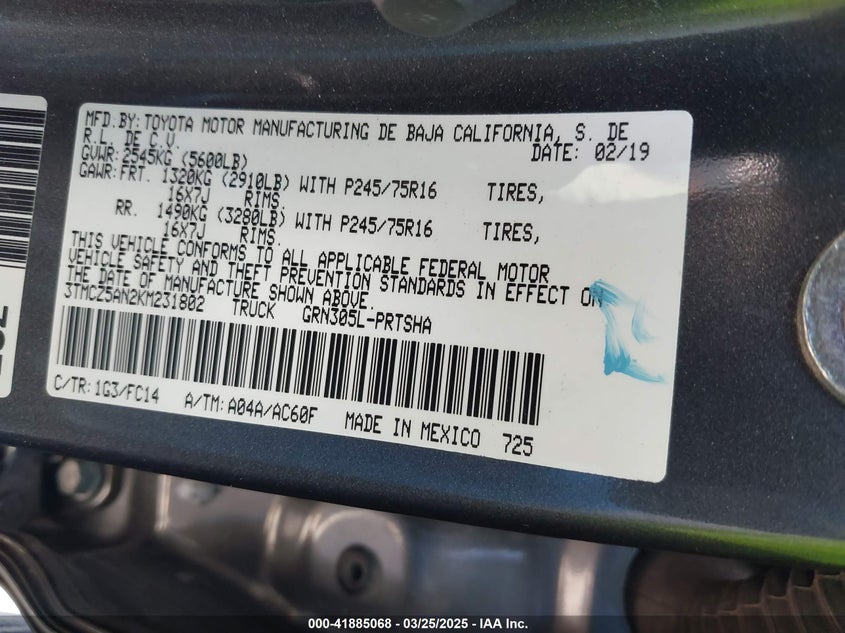 MFD. BY: TOYOTA MOTOR MANUFACTURING DE BAJA CALIFORNIA, S. DE
R.L. DE C.V. DATE: 02/19
GVWR: 2545KG (5600LB)
GAWR: FRT. 1320KG (2910LB) WITH P245/75R16 TIRES,
16X7J RIMS.
RR. 1490KG (3280LB) WITH P245/75R16 TIRES,
16X7J RIMS.
THIS VEHICLE CONFORMS TO ALL APPLICABLE FEDERAL MOTOR
VEHICLE SAFETY AND THEFT PREVENTION STANDARDS IN EFFECT ON
THE DATE OF MANUFACTURE SHOWN ABOVE.
3TMCZ5AN2KM231802 TRUCK GRN305L-PRTSHA
C/TR: 1G3/FC14 A/TM: A04A/AC60F MADE IN MEXICO 725
000-41885068 / 03/25/2025 / IAA Inc.